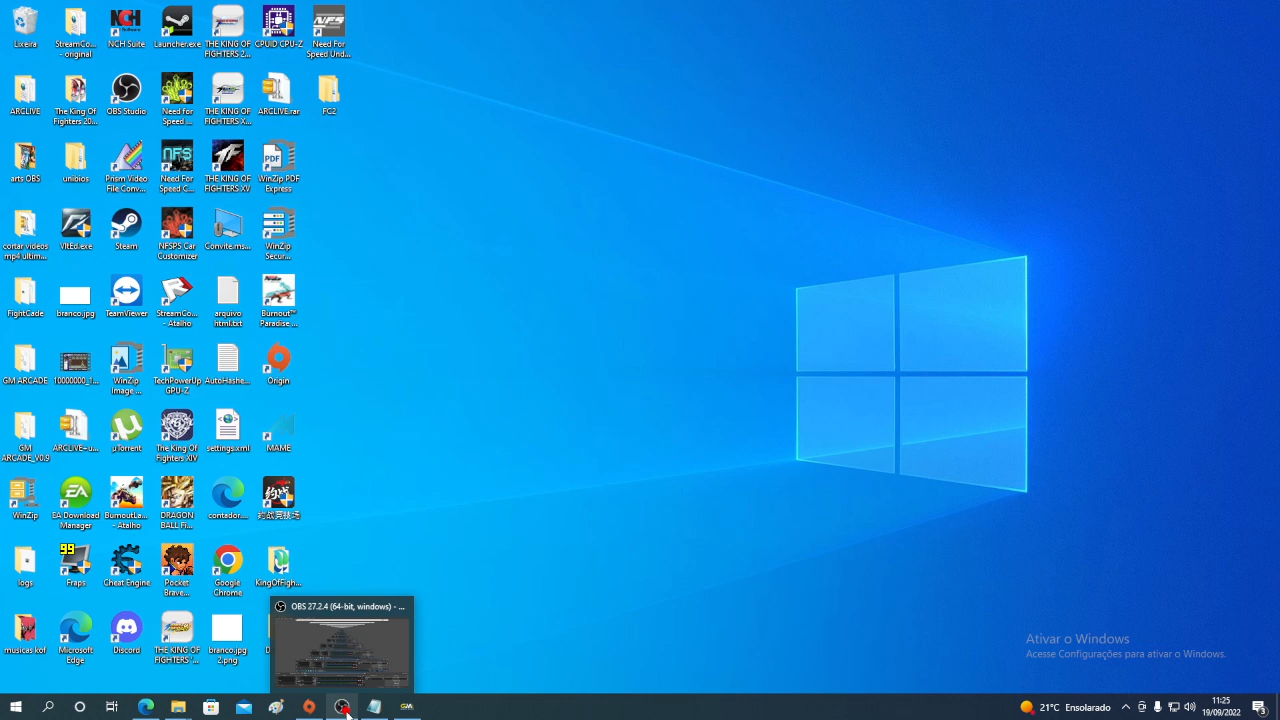 Lixeira
StreamCo...
- original
NCH Suite
Launcher.exe
THE KING OF
FIGHTERS 2...
CPUID CPU-Z
Need For
Speed Und...
ARCLIVE
The King Of
Fighters 20...
OBS Studio
Need for
Speed ...
THE KING OF
FIGHTERS X...
ARCLIVE.rar
FC2
arts OBS
unibios
Prism Video
File Conv...
Need For
Speed C...
THE KING OF
FIGHTERS XV
WinZip PDF
Express
cortar videos
mp4 ultim...
VltEd.exe
Steam
NFSPS Car
Customizer
Convite.ms...
WinZip
Secur...
FightCade
branco.jpg
TeamViewer
StreamCo...
- Atalho
arquivo
html.txt
Burnout™
Paradise ...
GM ARCADE
10000000_1...
WinZip
Image ...
TechPowerUp
GPU-Z
AutoHashe...
Origin
GM
ARCADE_V0.9
ARCLIVE+u...
µTorrent
The King Of
Fighters XIV
settings.xml
MAME
WinZip
EA Download
Manager
BurnoutLa...
- Atalho
DRAGON
BALL Fi...
contador....
logs
99
Fraps
Cheat Engine
Pocket
Brave...
Google
Chrome
KingOfFigh...
musicas kof
Microsoft
Edge
Discord
THE KING OF
FIGHTERS '...
branco.jpg
2.png
OBS 27.2.4 (64-bit, windows) - ...
Ativar o Windows
Acesse Configurações para ativar o Windows.
21°C Ensolarado
11:25
19/09/2022
3